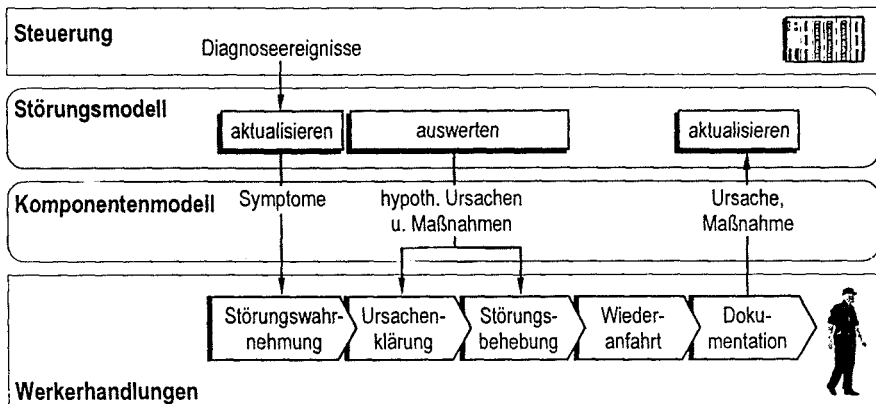 Steuerung
Diagnoseereignisse
Störungsmodell
aktualisieren
auswerten
aktualisieren
Komponentenmodell
Symptome
hypoth. Ursachen
u. Maßnahmen
Ursache,
Maßnahme
Störungswahr-
nehmung
Ursachen-
klärung
Störungs-
behebung
Wieder-
anfahrt
Doku-
mentation
Werkerhandlungen